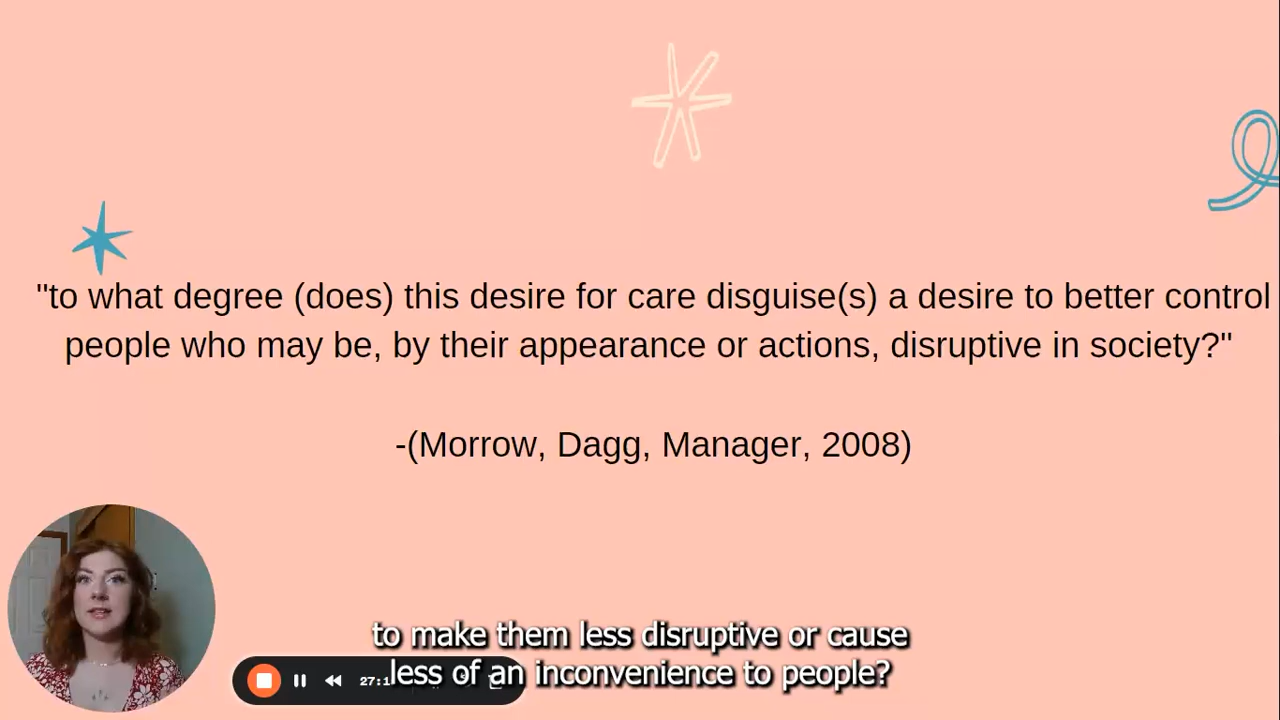 "to what degree (does) this desire for care disguise(s) a desire to better control
people who may be, by their appearance or actions, disruptive in society?"
-(Morrow, Dagg, Manager, 2008)
to make them less disruptive or cause
less of an inconvenience to people?
27:1